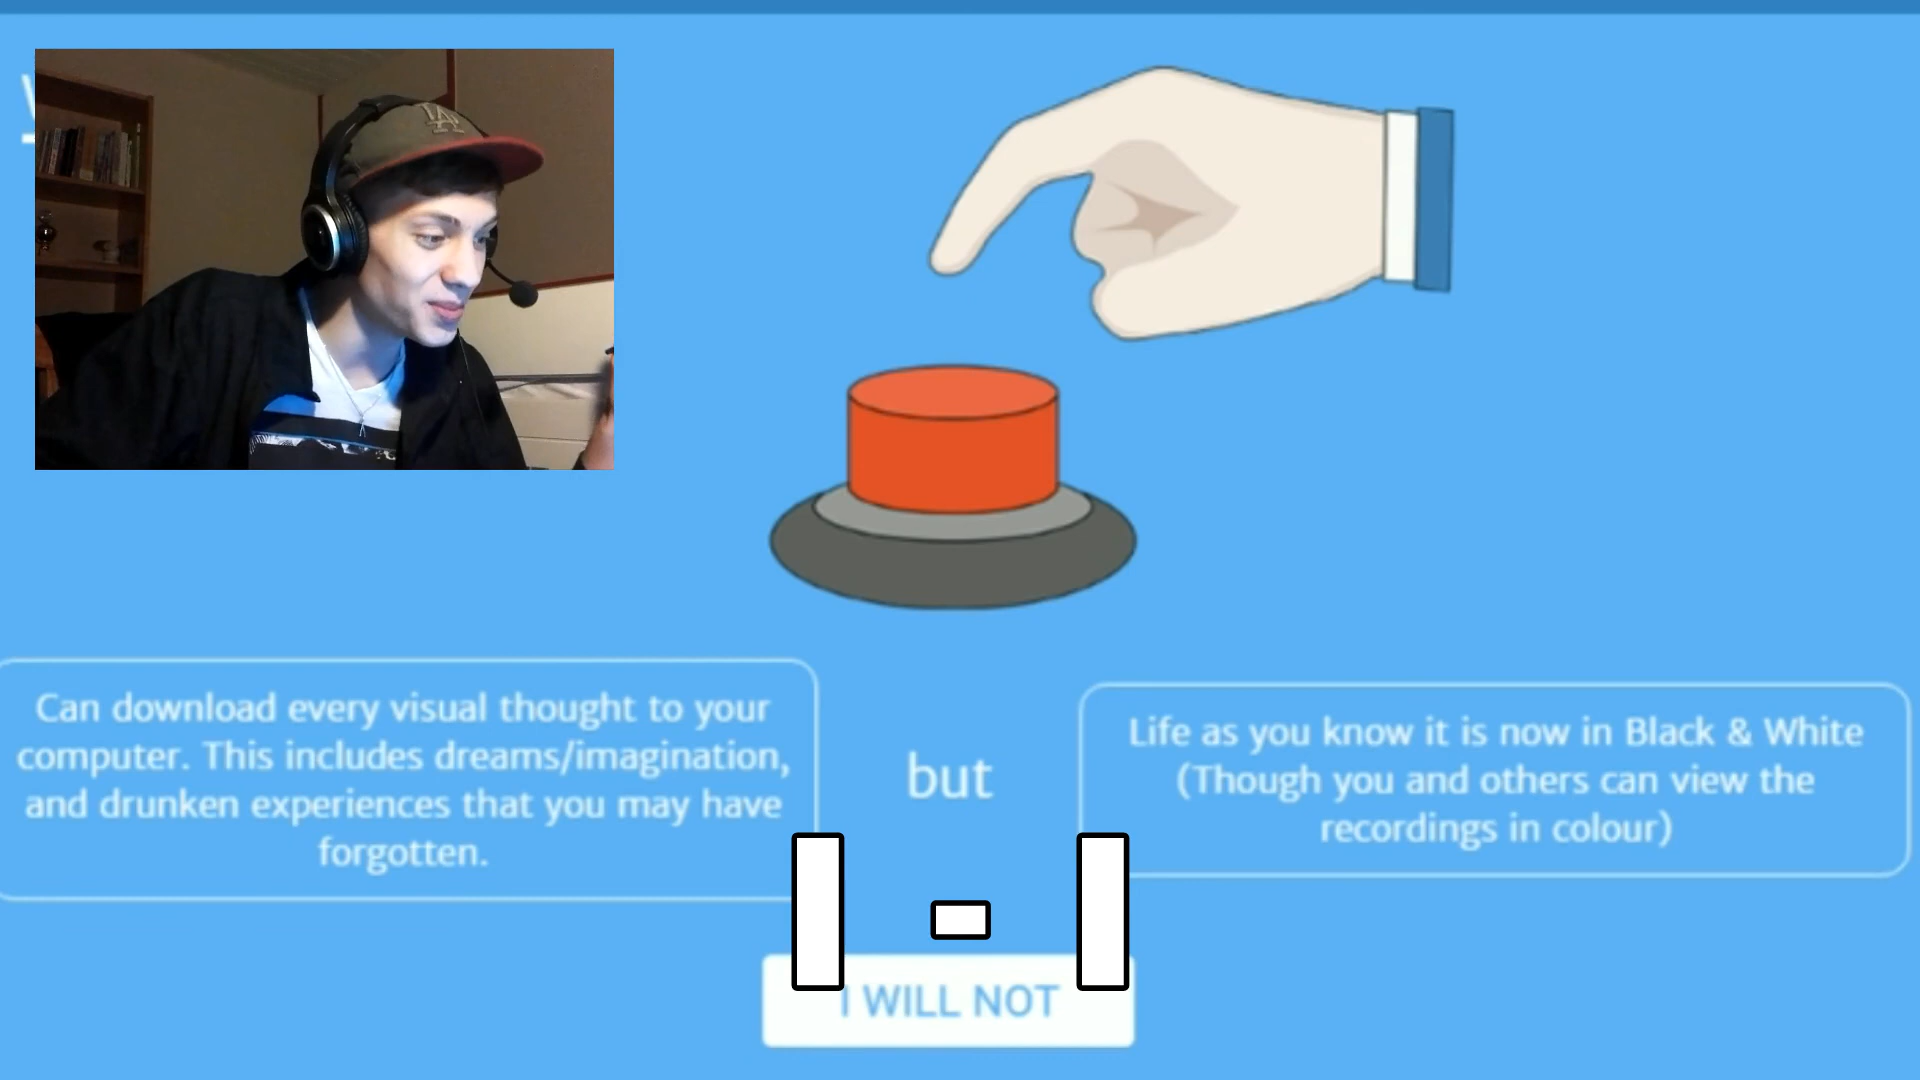 LA
Can download every visual thought to your
computer. This includes dreams/imagination,
and drunken experiences that you may have
forgotten.
but
Life as you know it is now in Black & White
(Though you and others can view the
recordings in colour)
I WILL NOT